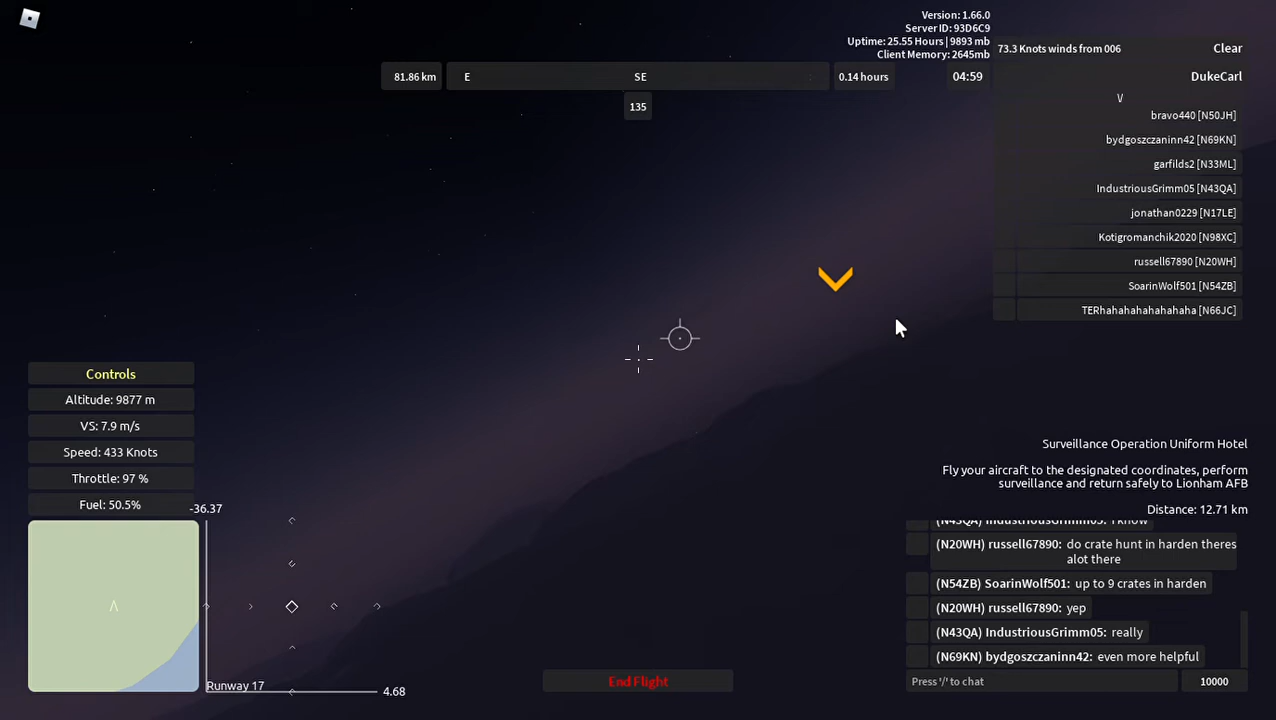 Version: 1.66.0
Server ID: 93D6C9
Uptime: 25.55 Hours | 9893 mb
Client Memory: 2645mb
73.3 Knots winds from 006
Clear
81.86 km
E
SE
0.14 hours
04:59
DukeCarl
135
bravo440 [N50JH]
bydgoszczaninn42 [N69KN]
garfilds2 [N33ML]
IndustriousGrimm05 [N43QA]
jonathan0229 [N17LE]
Kotigromanchik2020 [N98XC]
russell67890 [N20WH]
SoarinWolf501 [N54ZB]
TERhahahahahahahaha [N66JC]
Controls
Altitude: 9877 m
VS: 7.9 m/s
Speed: 433 Knots
Throttle: 97 %
Fuel: 50.5%
-36.37
Runway 17
4.68
Surveillance Operation Uniform Hotel
Fly your aircraft to the designated coordinates, perform
surveillance and return safely to Lionham AFB
Distance: 12.71 km
(N43QA) IndustriousGrimm05: i know
(N20WH) russell67890: do crate hunt in harden theres
alot there
(N54ZB) SoarinWolf501: up to 9 crates in harden
(N20WH) russell67890: yep
(N43QA) IndustriousGrimm05: really
(N69KN) bydgoszczaninn42: even more helpful
End Flight
Press '/' to chat
10000